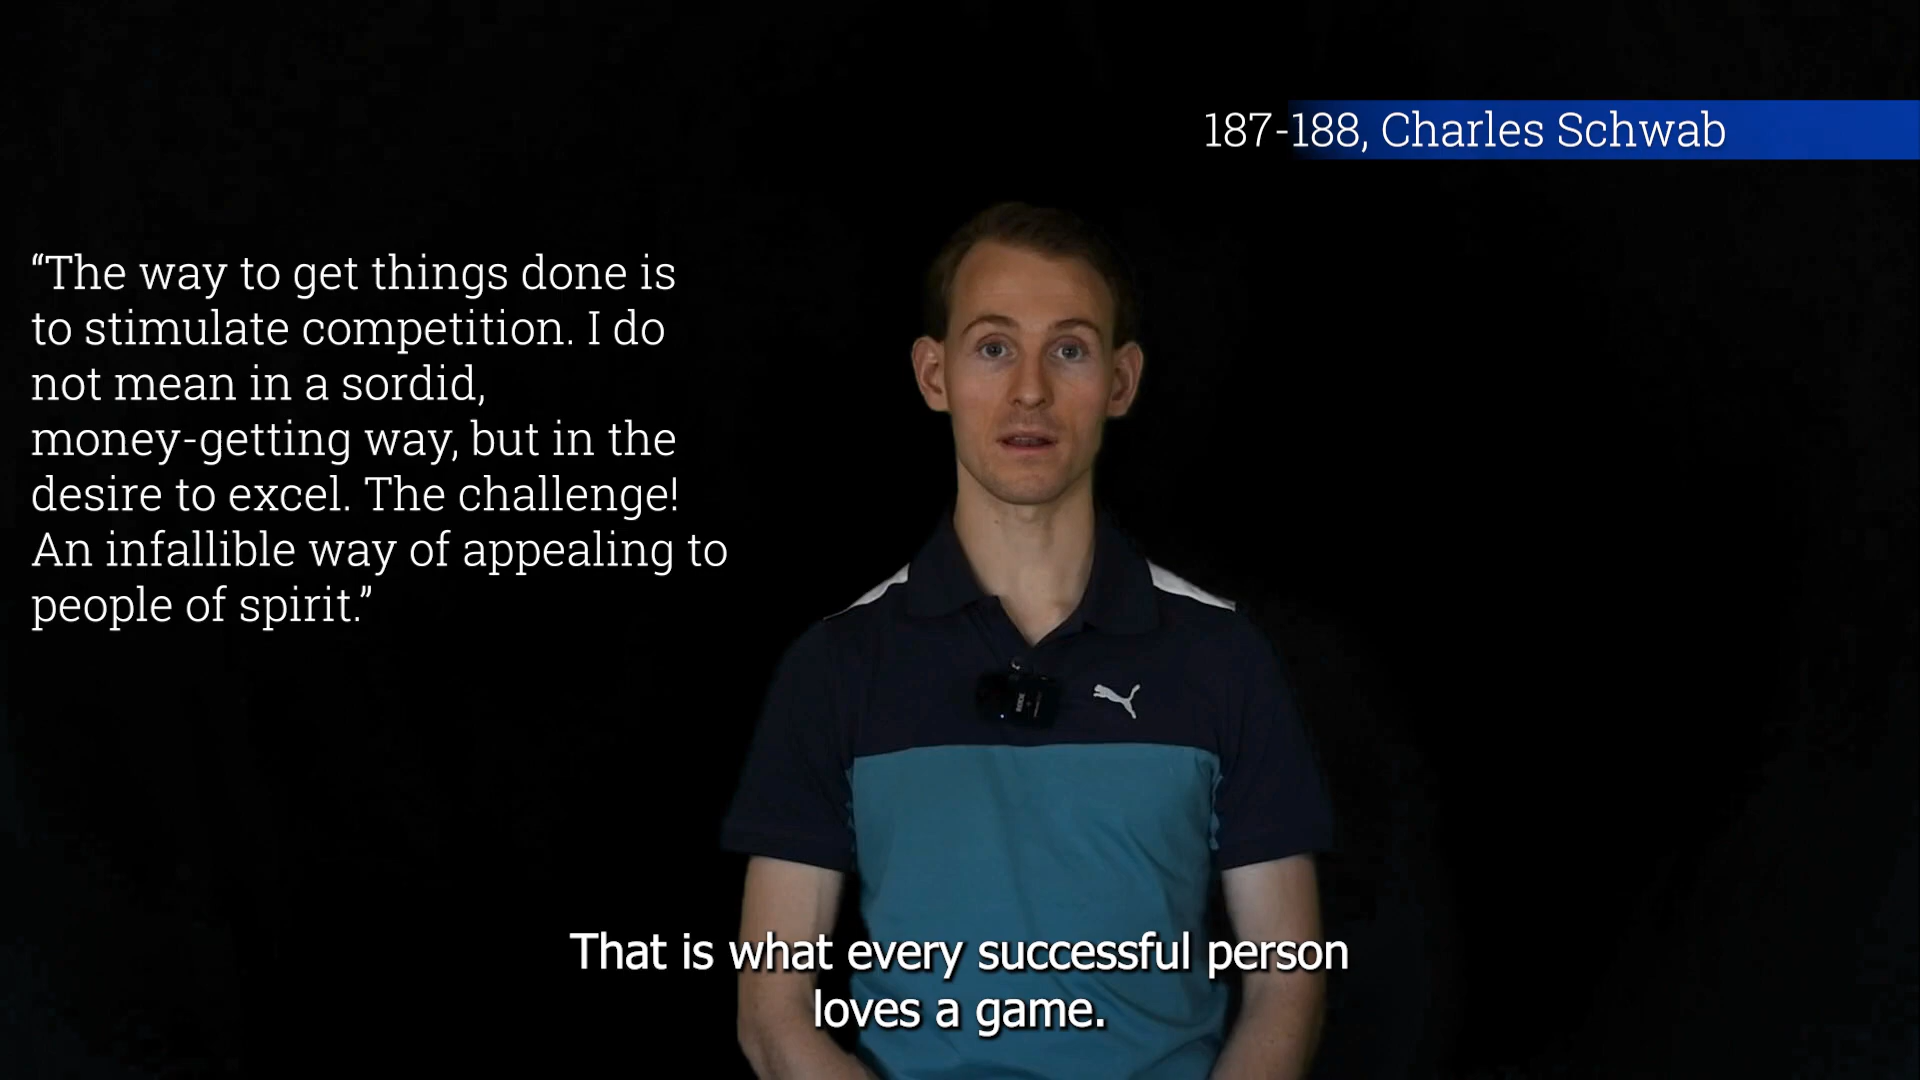 187-188, Charles Schwab
“The way to get things done is
to stimulate competition. I do
not mean in a sordid,
money-getting way, but in the
desire to excel. The challenge!
An infallible way of appealing to
people of spirit.”
That is what every successful person
loves a game.